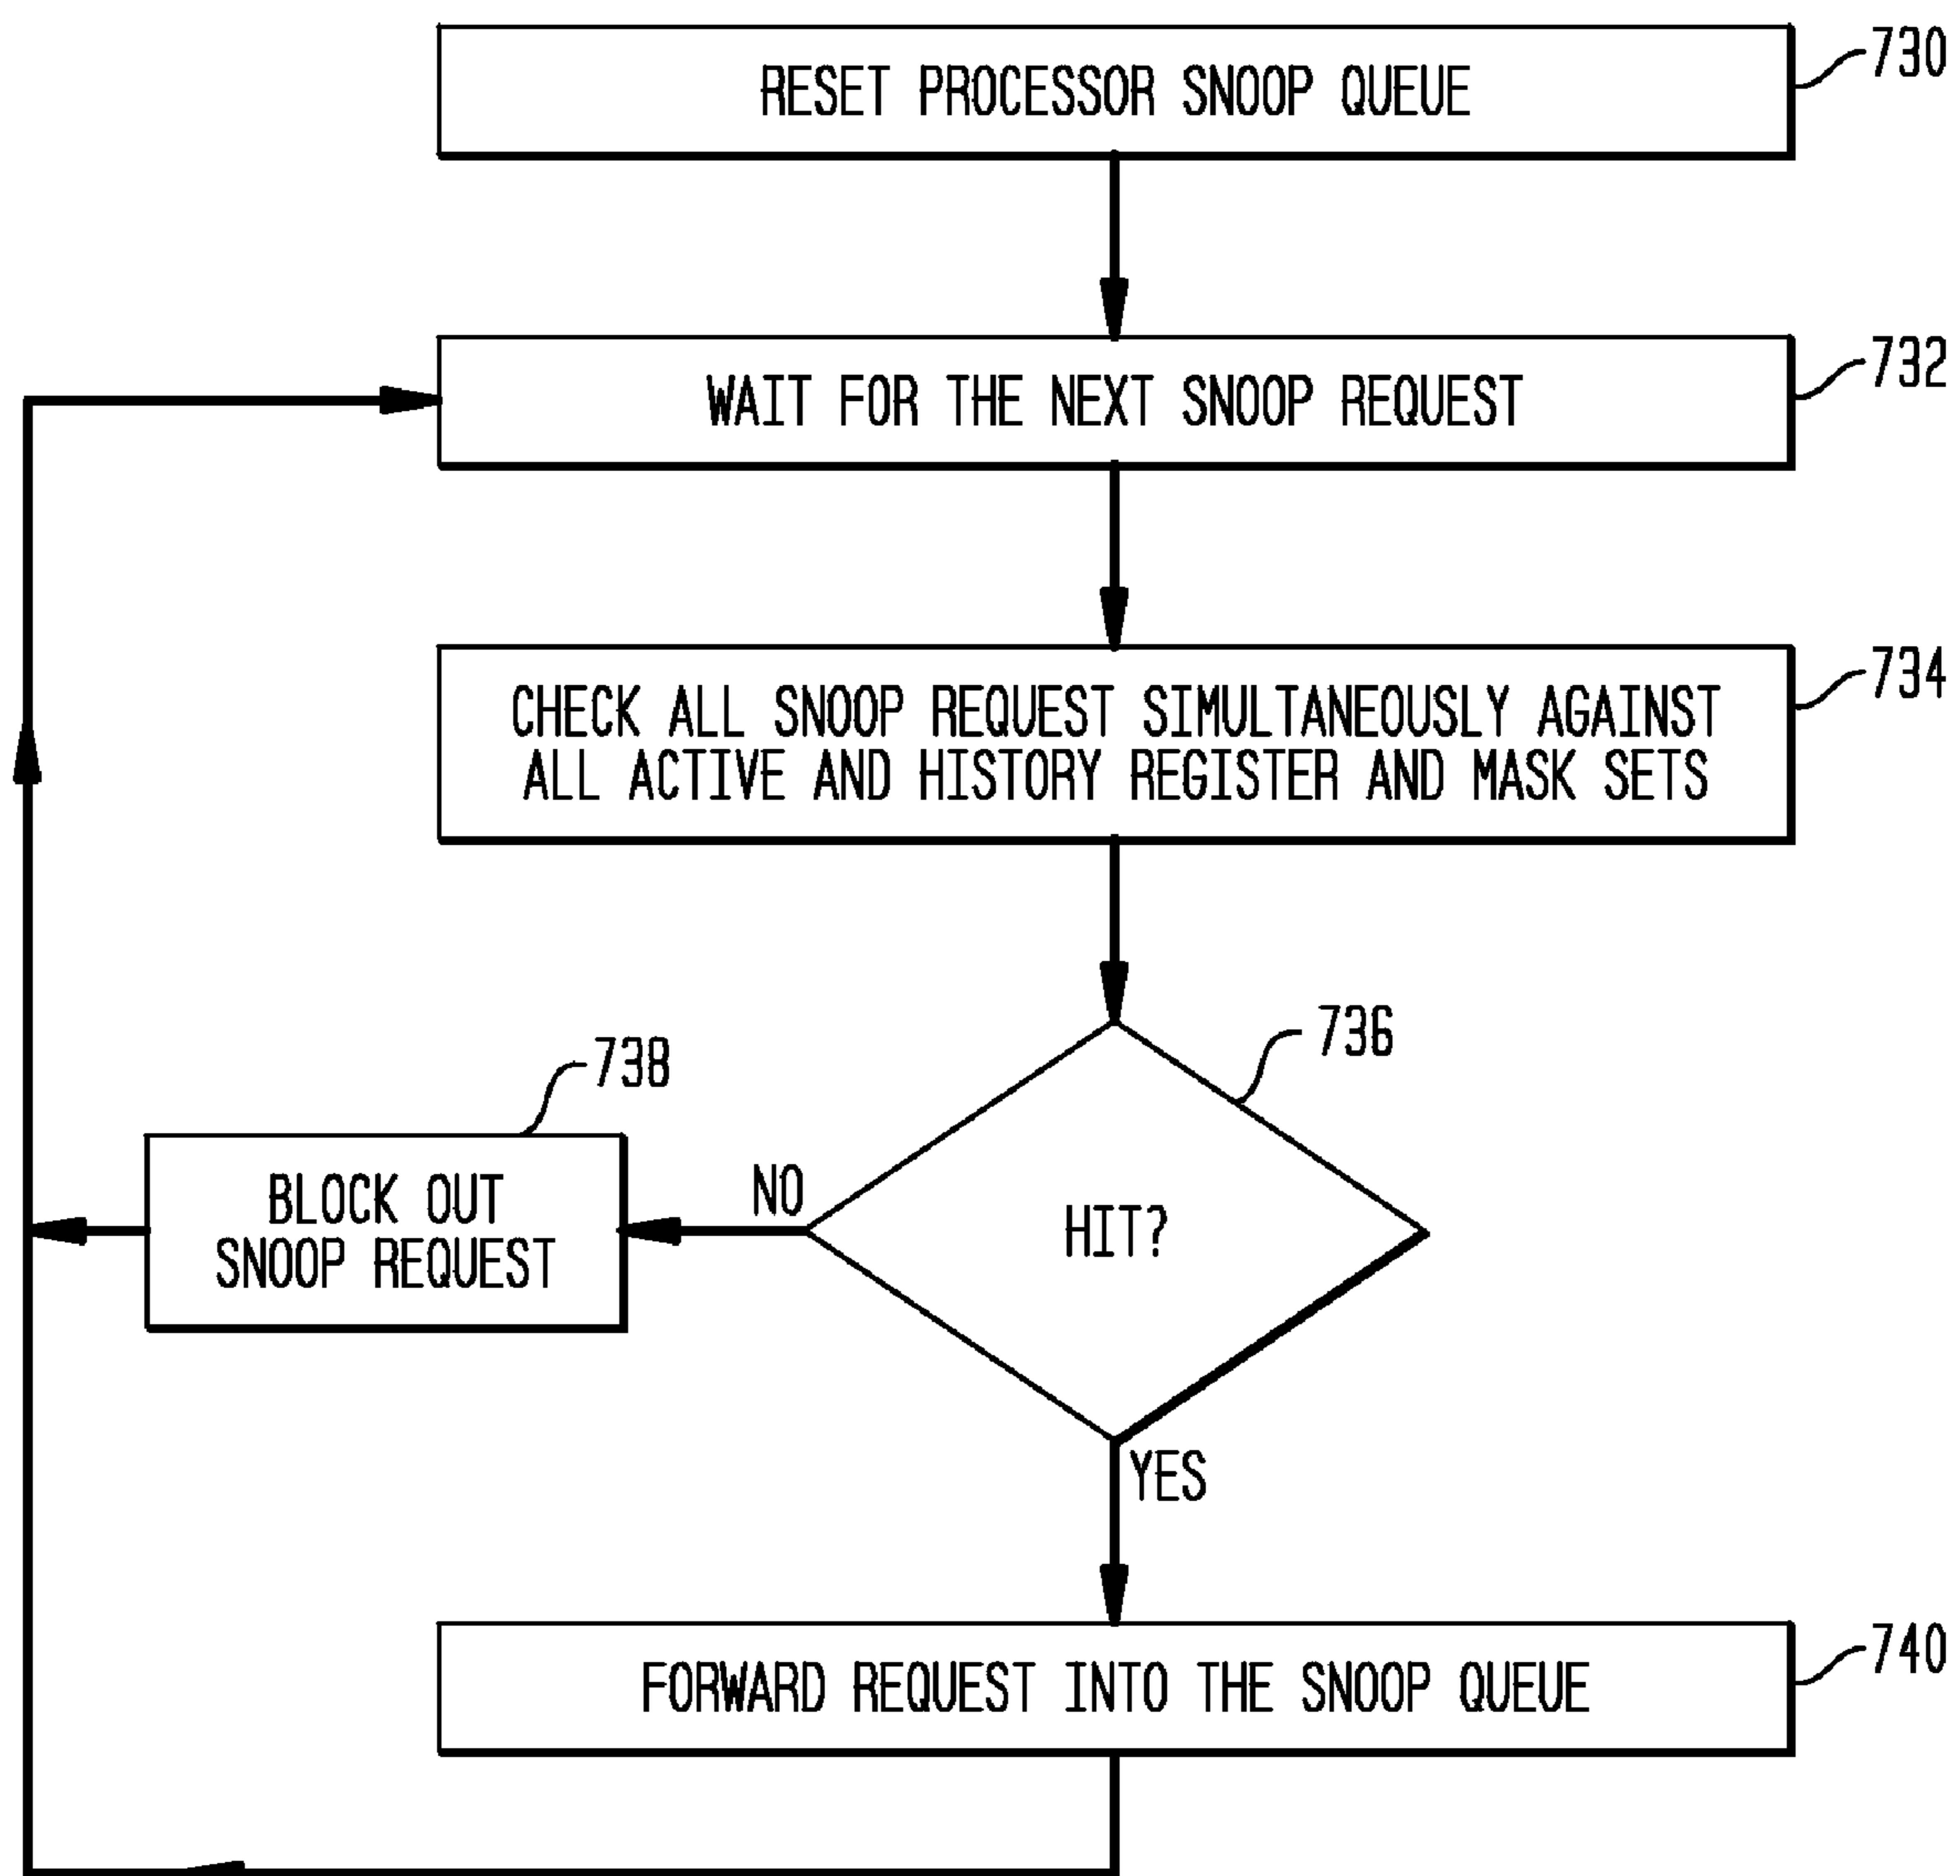 RESET PROCESSOR SNOOP QUEUE
730
WAIT FOR THE NEXT SNOOP REQUEST
732
CHECK ALL SNOOP REQUEST SIMULTANEOUSLY AGAINST
ALL ACTIVE AND HISTORY REGISTER AND MASK SETS
734
736
738
BLOCK OUT
SNOOP REQUEST
NO
HIT?
YES
FORWARD REQUEST INTO THE SNOOP QUEUE
740